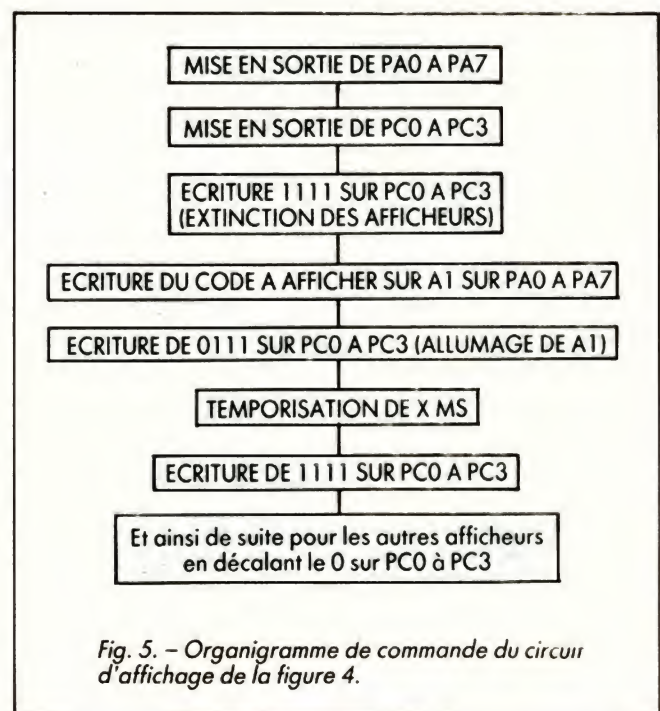 MISE EN SORTIE DE PA0 A PA7
MISE EN SORTIE DE PC0 A PC3
ECRITURE 1111 SUR PC0 A PC3
(EXTINCTION DES AFFICHEURS)
ECRITURE DU CODE A AFFICHER SUR A1 SUR PA0 A PA7
ECRITURE DE 0111 SUR PC0 A PC3 (ALLUMAGE DE A1)
TEMPORISATION DE X MS
ECRITURE DE 1111 SUR PC0 A PC3
Et ainsi de suite pour les autres afficheurs
en décalant le 0 sur PC0 à PC3
Fig. 5. – Organigramme de commande du circuit
d'affichage de la figure 4.